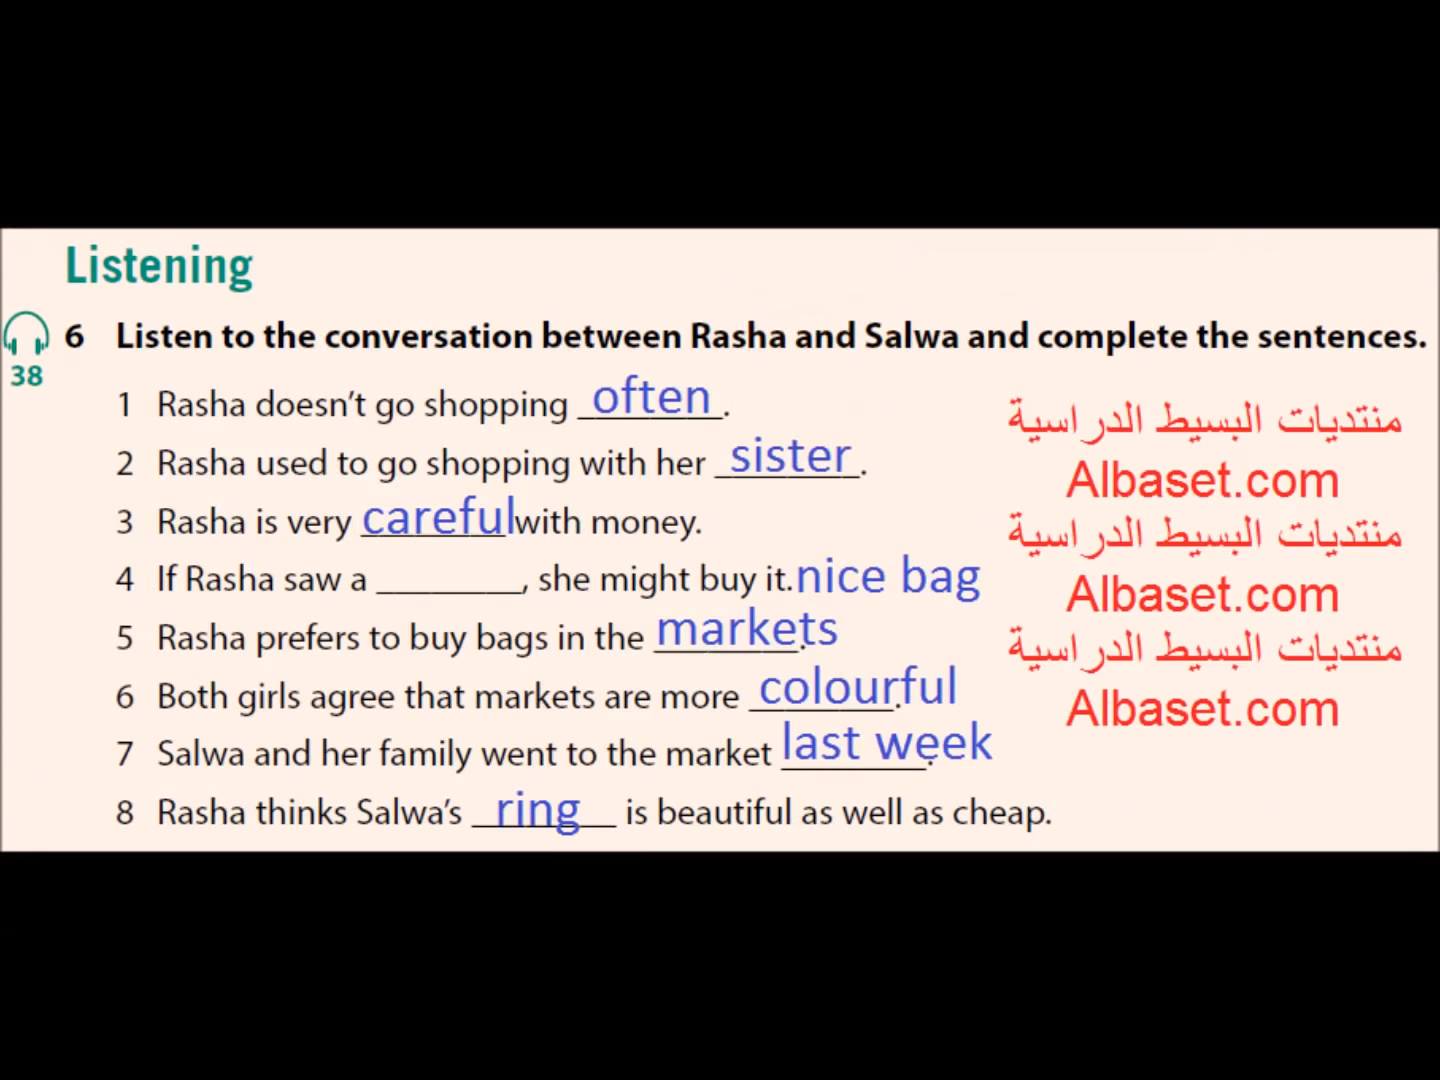 Listening
38
6 Listen to the conversation between Rasha and Salwa and complete the sentences.
1 Rasha doesn't go shopping often.
2 Rasha used to go shopping with her sister.
3 Rasha is very careful with money.
4 If Rasha saw a ________, she might buy it. nice bag
5 Rasha prefers to buy bags in the markets.
6 Both girls agree that markets are more colourful.
7 Salwa and her family went to the market last week.
8 Rasha thinks Salwa's ring is beautiful as well as cheap.
منتديات البسيط الدراسية
Albaset.com
منتديات البسيط الدراسية
Albaset.com
منتديات البسيط الدراسية
Albaset.com